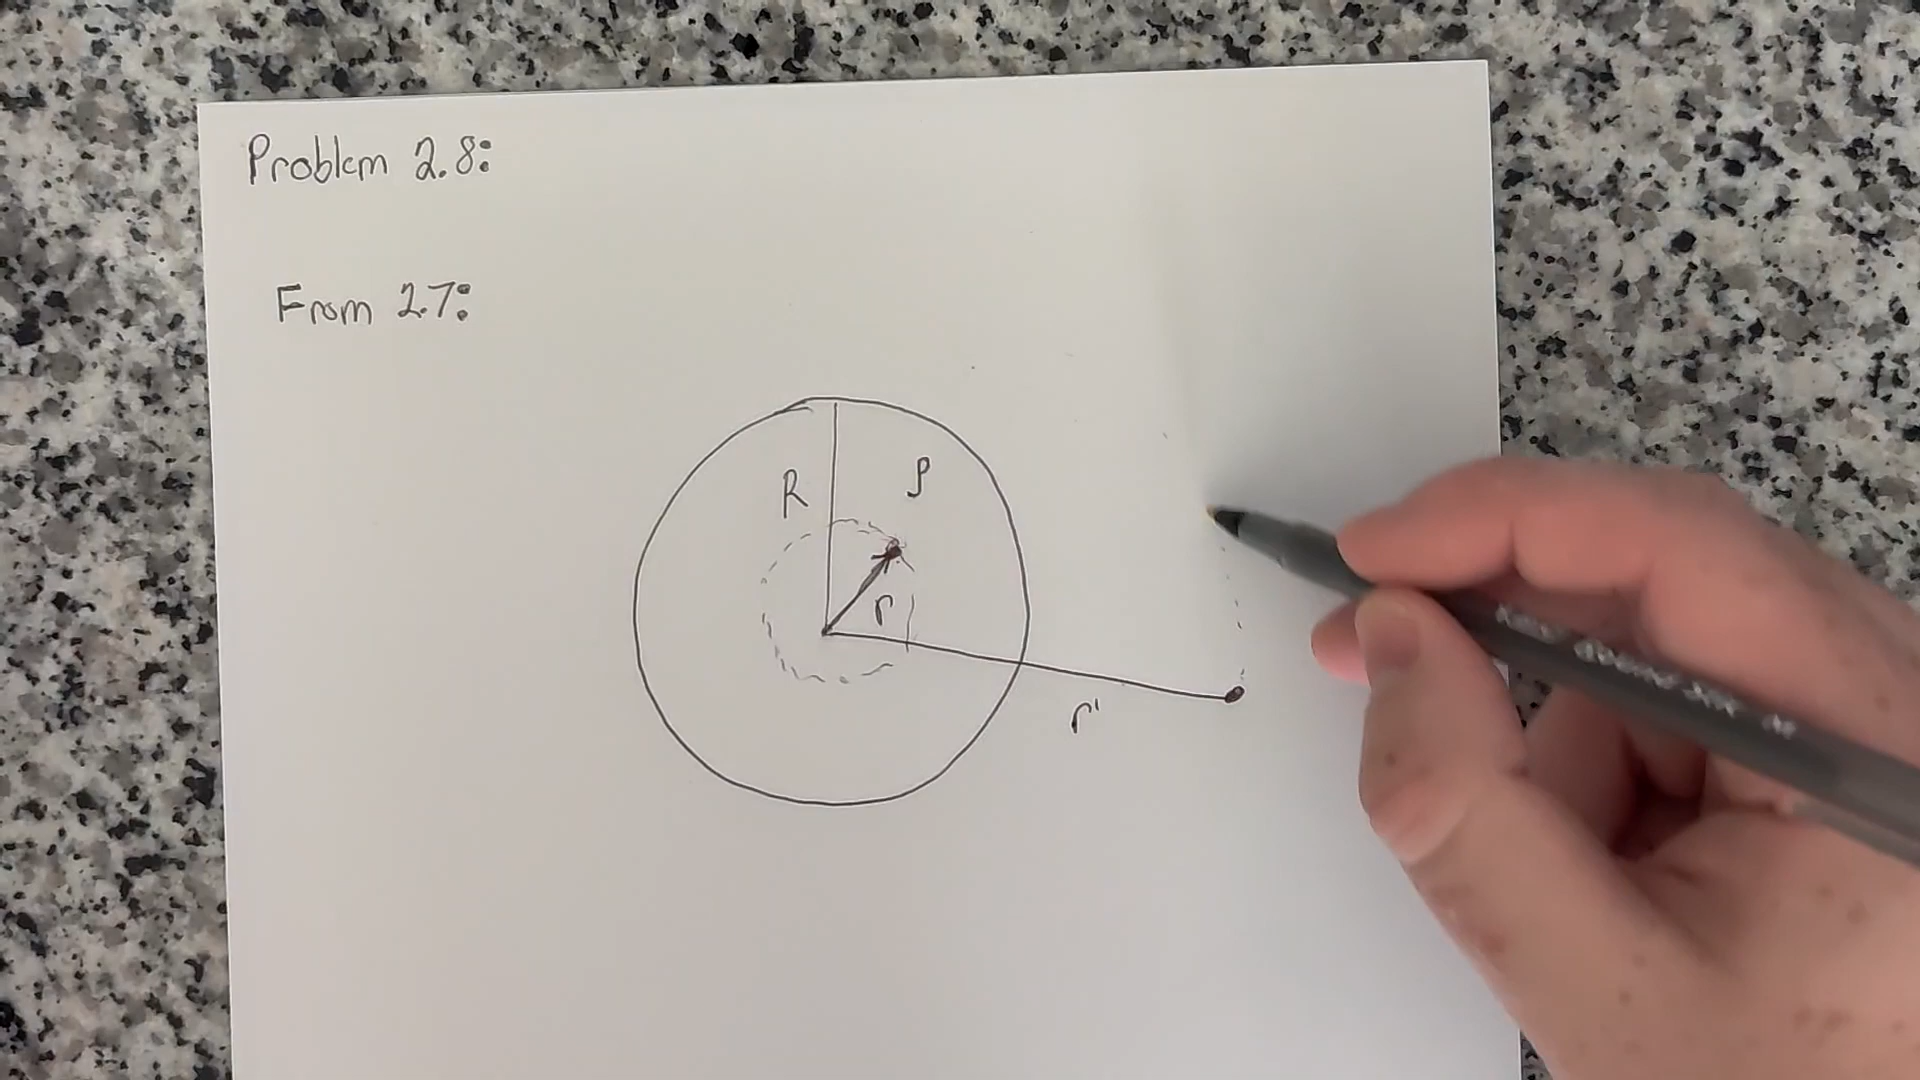 Problem 2.8:
From 2.7:
R
ρ
r
r'